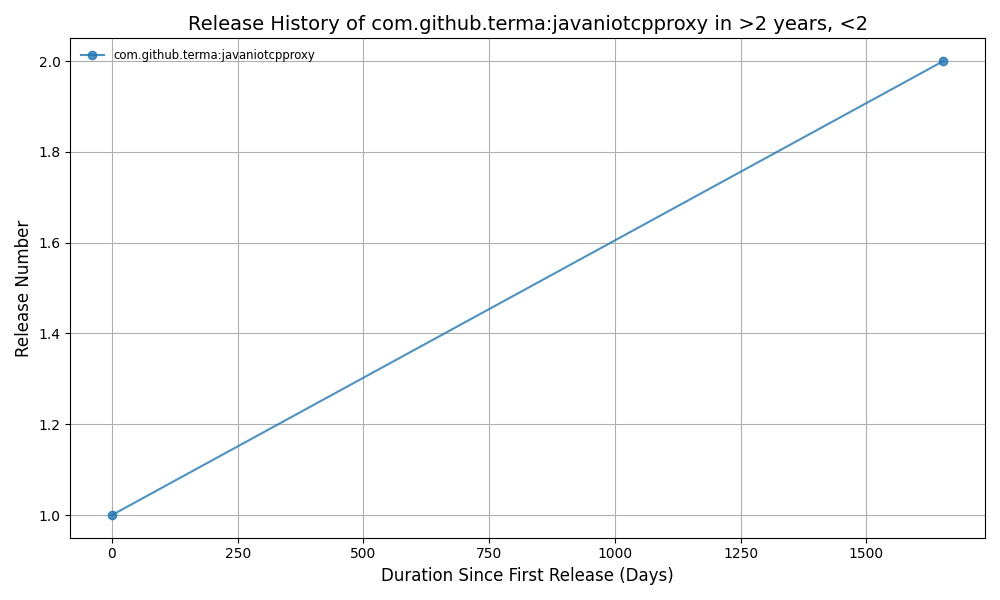 Release History of com.github.terma:javaniotcpproxy in >2 years, <2
com.github.terma:javaniotcpproxy
2.0
1.8
1.6
1.4
1.2
1.0
Release Number
0 250 500 750 1000 1250 1500
Duration Since First Release (Days)